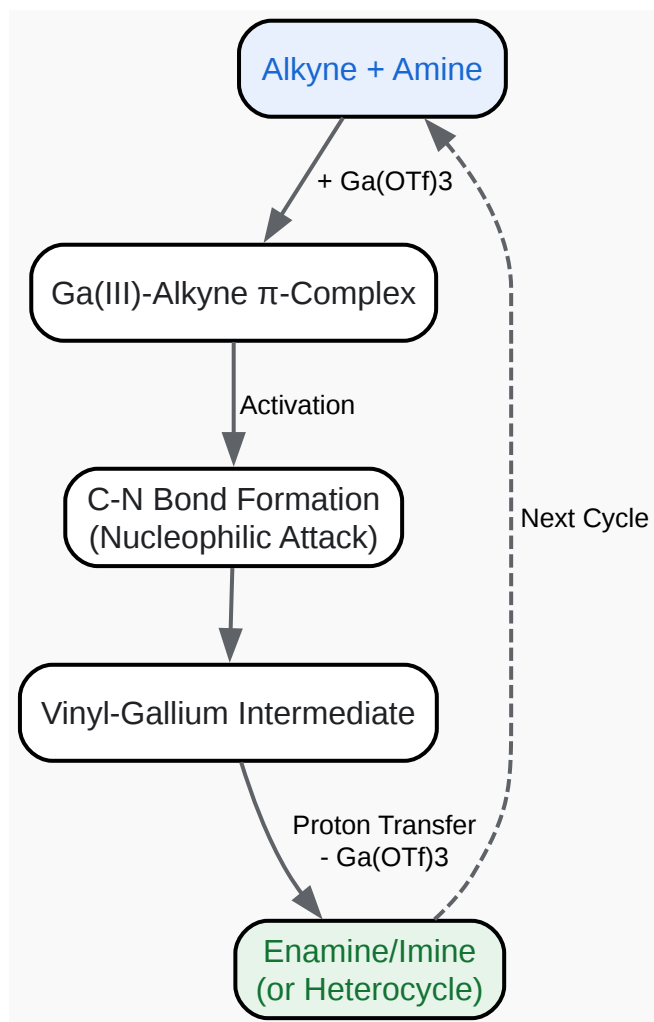 Alkyne + Amine
+ Ga(OTf)3
Ga(III)-Alkyne π-Complex
Activation
C-N Bond Formation
(Nucleophilic Attack)
Next Cycle
Vinyl-Gallium Intermediate
Proton Transfer
- Ga(OTf)3
Enamine/Imine
(or Heterocycle)